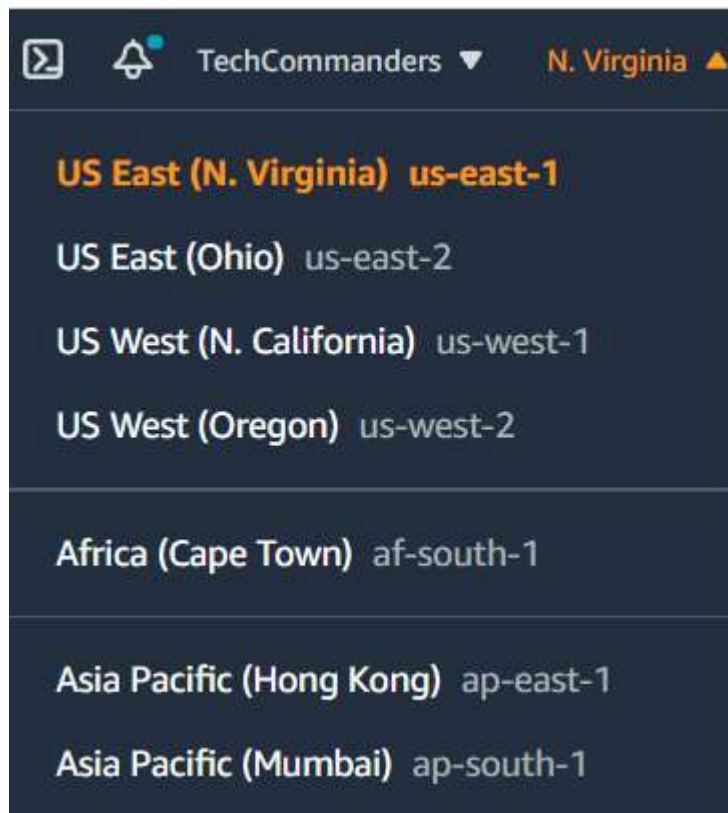 TechCommanders N. Virginia
US East (N. Virginia) us-east-1
US East (Ohio) us-east-2
US West (N. California) us-west-1
US West (Oregon) us-west-2
Africa (Cape Town) af-south-1
Asia Pacific (Hong Kong) ap-east-1
Asia Pacific (Mumbai) ap-south-1